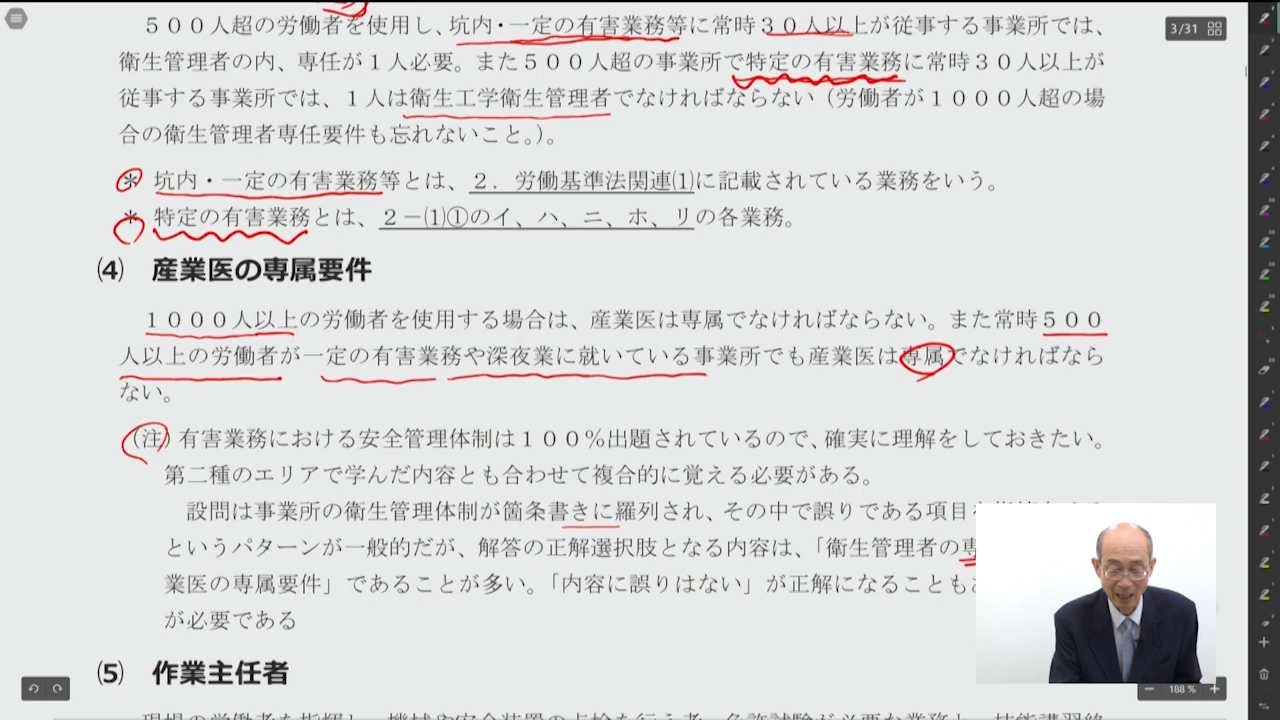 ５００人超の労働者を使用し、坑内・一定の有害業務等に常時３０人以上が従事する事業所では、
衛生管理者の内、専任が１人必要。また５００人超の事業所で特定の有害業務に常時３０人以上が
従事する事業所では、１人は衛生工学衛生管理者でなければならない（労働者が１０００人超の場
合の衛生管理者専任要件も忘れないこと。）。
＊ 坑内・一定の有害業務等とは、２．労働基準法関連⑴に記載されている業務をいう。
＊ 特定の有害業務とは、２－⑴①のイ、ハ、ニ、ホ、リの各業務。
⑷ 産業医の専属要件
１０００人以上の労働者を使用する場合は、産業医は専属でなければならない。また常時５００
人以上の労働者が一定の有害業務や深夜業に就いている事業所でも産業医は専属でなければなら
ない。
（注）有害業務における安全管理体制は１００％出題されているので、確実に理解をしておきたい。
第二種のエリアで学んだ内容とも合わせて複合的に覚える必要がある。
設問は事業所の衛生管理体制が箇条書きに羅列され、その中で誤りである項目
というパターンが一般的だが、解答の正解選択肢となる内容は、「衛生管理者の
業医の専属要件」であることが多い。「内容に誤りはない」が正解になることも
が必要である
⑸ 作業主任者
3/31
188 %